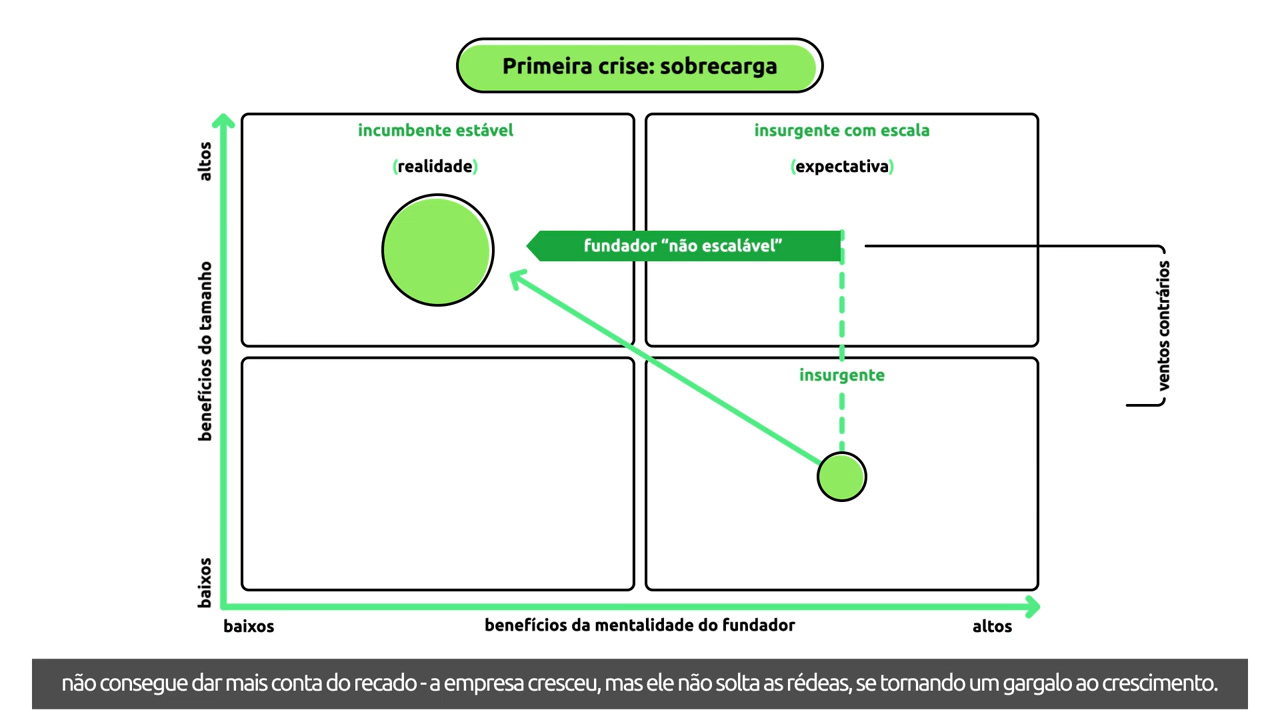 Primeira crise: sobrecarga
incumbente estável
(realidade)
insurgente com escala
(expectativa)
fundador “não escalável”
insurgente
ventos contrários
altos
benefícios do tamanho
baixos
baixos
benefícios da mentalidade do fundador
altos
não consegue dar mais conta do recado - a empresa cresceu, mas ele não solta as rédeas, se tornando um gargalo ao crescimento.